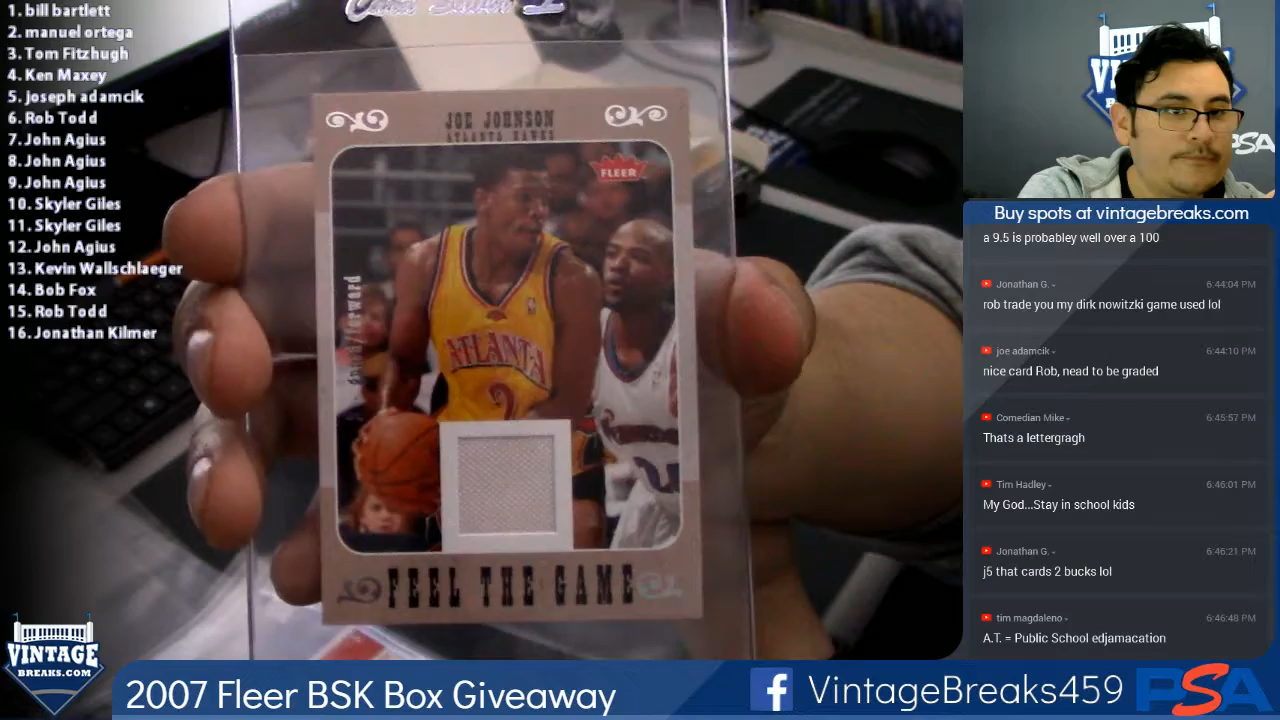 1. bill bartlett
2. manuel ortega
3. Tom Fitzhugh
4. Ken Maxey
5. joseph adamcik
6. Rob Todd
7. John Agius
8. John Agius
9. John Agius
10. Skyler Giles
11. Skyler Giles
12. John Agius
13. Kevin Wallschlaeger
14. Bob Fox
15. Rob Todd
16. Jonathan Kilmer
JOE JOHNSON
ATLANTA HAWKS
FLEER
ATLANTA
2
FEEL THE GAME
VINTAGE
BREAKS.COM
PSA
Buy spots at vintagebreaks.com
a 9.5 is probabley well over a 100
Jonathan G.
6:44:04 PM
rob trade you my dirk nowitzki game used lol
joe adamcik
6:44:10 PM
nice card Rob, nead to be graded
Comedian Mike
6:45:57 PM
Thats a lettergragh
Tim Hadley
6:46:01 PM
My God...Stay in school kids
Jonathan G.
6:46:21 PM
j5 that cards 2 bucks lol
tim magdaleno
6:46:48 PM
A.T. = Public School edjamacation
2007 Fleer BSK Box Giveaway
VintageBreaks459
PSA